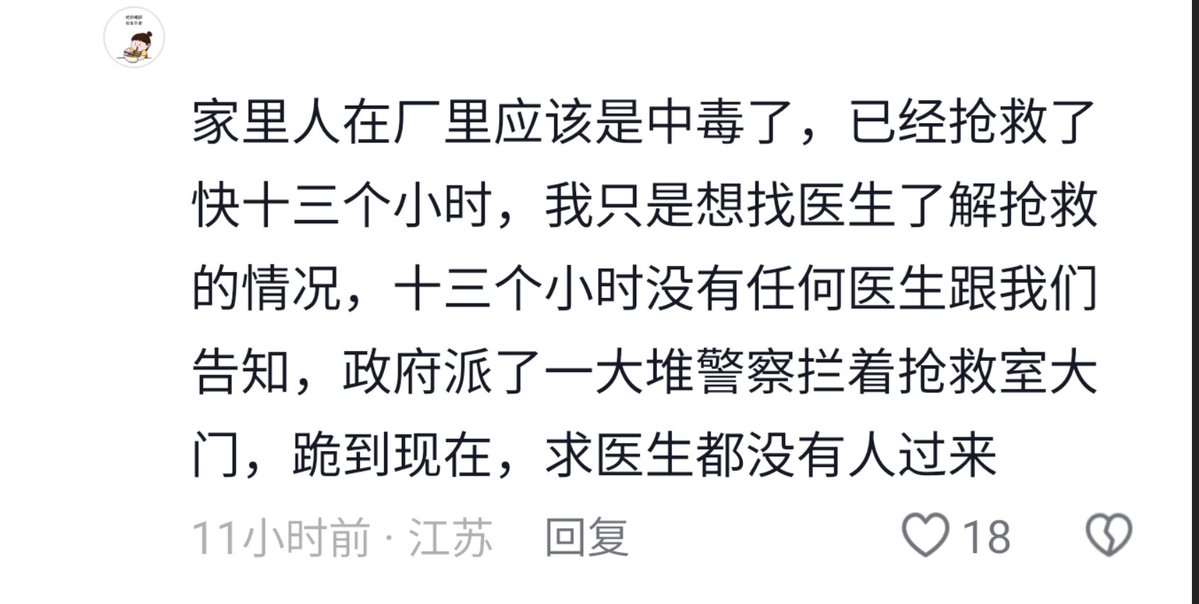 家里人在厂里应该是中毒了，已经抢救了
快十三个小时，我只是想找医生了解抢救
的情况，十三个小时没有任何医生跟我们
告知，政府派了一大堆警察拦着抢救室大
门，跪到现在，求医生都没有人过来
11小时前 · 江苏 回复 18